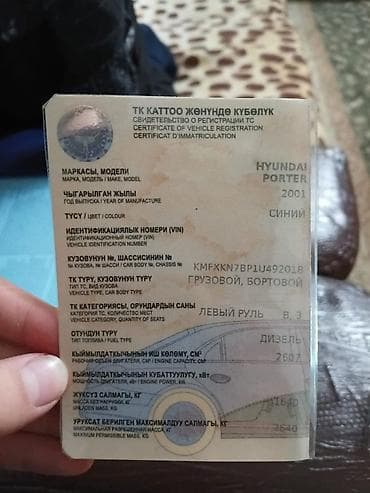 ТК КАТТОО ЖӨНҮНДӨ КҮБӨЛҮК
СВИДЕТЕЛЬСТВО О РЕГИСТРАЦИИ ТС
CERTIFICATE OF VEHICLE REGISTRATION
CERTIFICAT D'IMMATRICULATION
МАРКАСЫ, МОДЕЛИ HYUNDAI
МАРКА, МОДЕЛЬ / MAKE, MODEL PORTER
ЧЫГАРЫЛГАН ЖЫЛЫ 2001
ГОД ВЫПУСКА / YEAR OF MANUFACTURE
ТҮСҮ / ЦВЕТ / COLOUR СИНИЙ
ИДЕНТИФИКАЦИЯЛЫК НОМЕРИ (VIN)
ИДЕНТИФИКАЦИОННЫЙ НОМЕР (VIN)
VEHICLE IDENTIFICATION NUMBER
КУЗОВУНУН №, ШАССИСИНИН № KMFXKN7BP1U492018
№ КУЗОВА, № ШАССИ / CAR BODY №, CHASSIS №
ТК ТҮРҮ, КУЗОВУНУН ТҮРҮ ГРУЗОВОЙ, БОРТОВОЙ
ТИП ТС, ВИД КУЗОВА
VEHICLE TYPE, CAR BODY TYPE
ТК КАТЕГОРИЯСЫ, ОРУНДАРДЫН САНЫ ЛЕВЫЙ РУЛЬ B, 3
КАТЕГОРИЯ ТС, КОЛИЧЕСТВО МЕСТ
VEHICLE CATEGORY, QUANTITY OF SEATS
ОТУНДУН ТҮРҮ ДИЗЕЛЬ
ТИП ТОПЛИВА / FUEL TYPE
КЫЙМЫЛДАТКЫЧЫНЫН ИШ КӨЛӨМҮ, СМ³ 2607
РАБОЧИЙ ОБЪЕМ ДВИГАТЕЛЯ, СМ³ / ENGINE CAPACITY, CM³
КЫЙМЫЛДАТКЫЧЫНЫН КУБАТТУУЛУГУ, кВт
МОЩНОСТЬ ДВИГАТЕЛЯ, кВт / ENGINE POWER, KW
ЖҮКСҮЗ САЛМАГЫ, КГ 1640
МАССА БЕЗ НАГРУЗКИ, КГ
UNLADEN MASS, KG
УРУКСАТ БЕРИЛГЕН МАКСИМАЛДУУ САЛМАГЫ, КГ 2640
МАКСИМАЛЬНАЯ РАЗРЕШЕННАЯ МАССА, КГ
MAXIMUM PERMISSIBLE MASS, KG